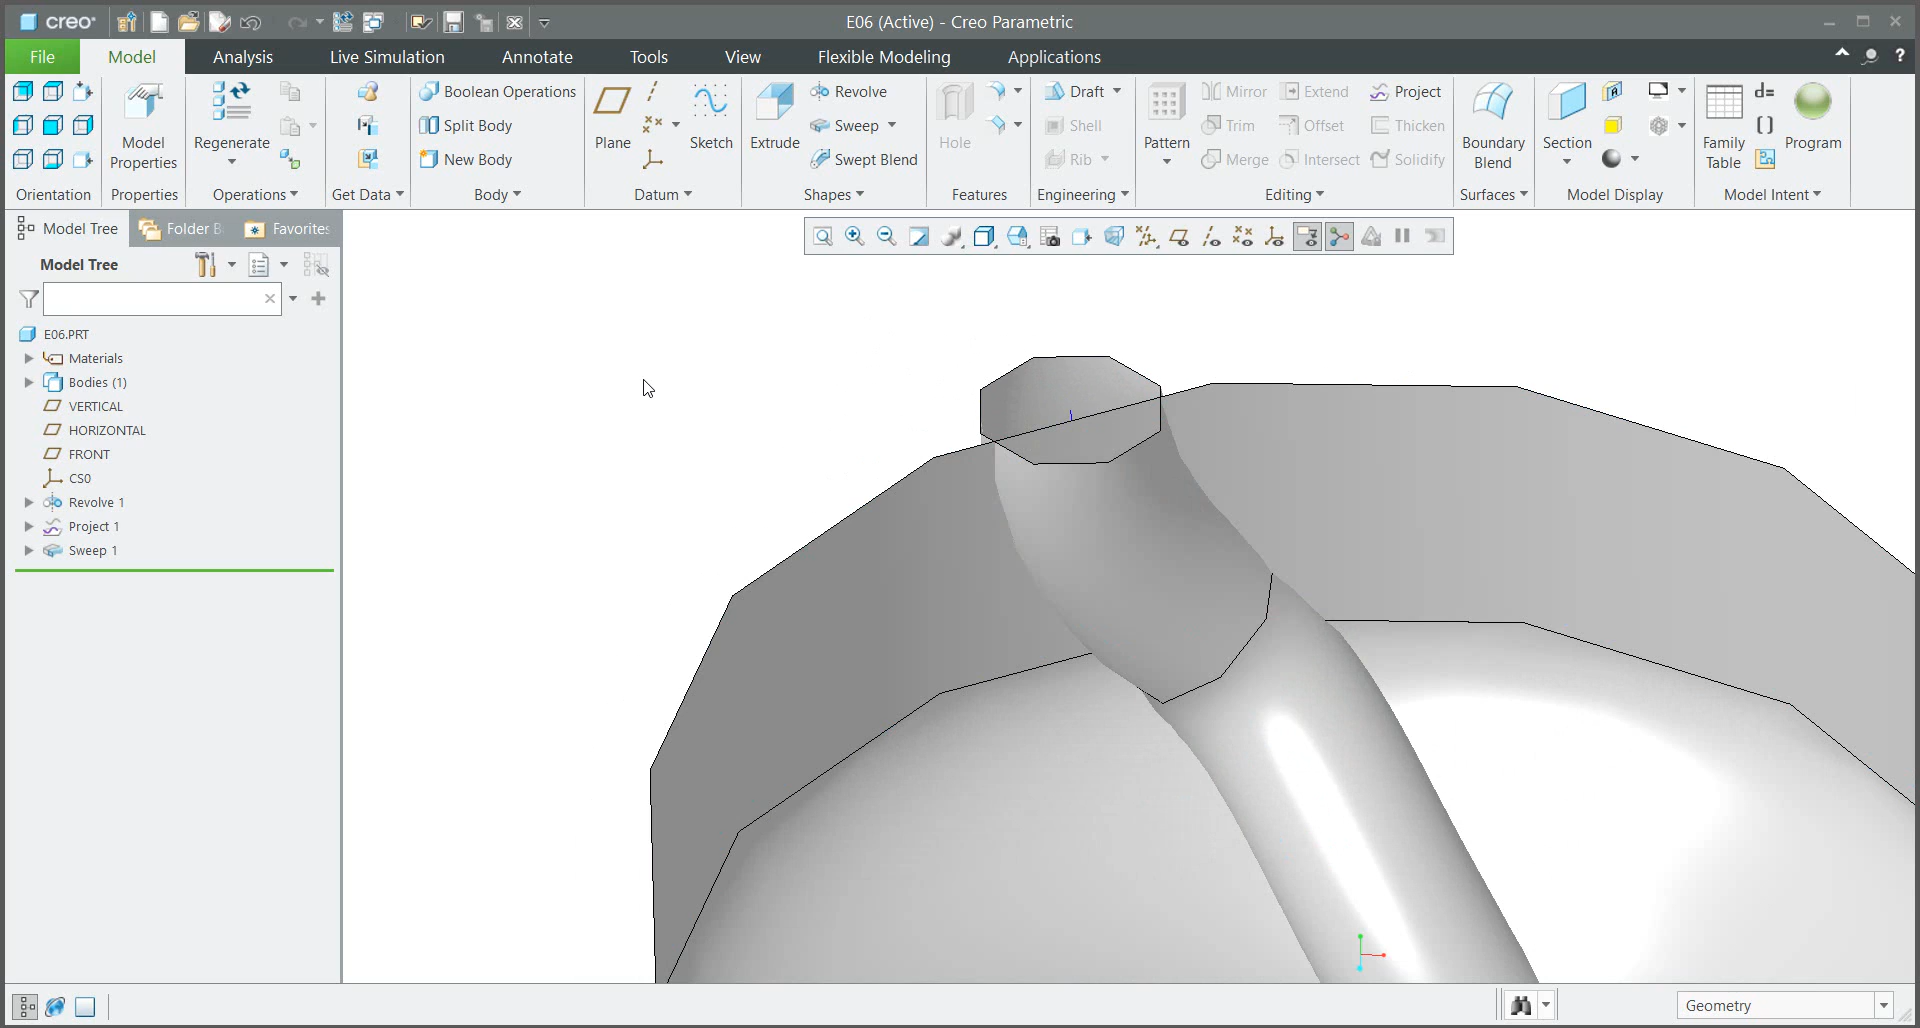 creo
E06 (Active) - Creo Parametric
File Model Analysis Live Simulation Annotate Tools View Flexible Modeling Applications
?
Model Properties
Regenerate
Boolean Operations
Split Body
New Body
Plane
Sketch
Extrude
Revolve
Sweep
Swept Blend
Hole
Draft
Shell
Rib
Pattern
Mirror
Extend
Project
Trim
Offset
Thicken
Merge
Intersect
Solidify
Boundary Blend
Section
Family Table
d=
[ ]
Program
Orientation Properties Operations Get Data Body Datum Shapes Features Engineering Editing Surfaces Model Display Model Intent
Model Tree Folder B Favorites
Model Tree
E06.PRT
Materials
Bodies (1)
VERTICAL
HORIZONTAL
FRONT
CS0
Revolve 1
Project 1
Sweep 1
Geometry